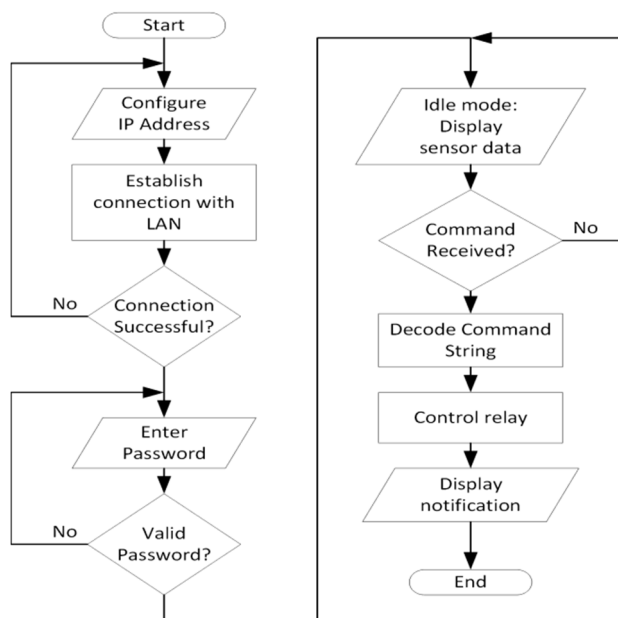 Start
Configure
IP Address
Establish
connection with
LAN
No
Connection
Successful?
Enter
Password
No
Valid
Password?
Idle mode:
Display
sensor data
Command
Received?
No
Decode Command
String
Control relay
Display
notification
End